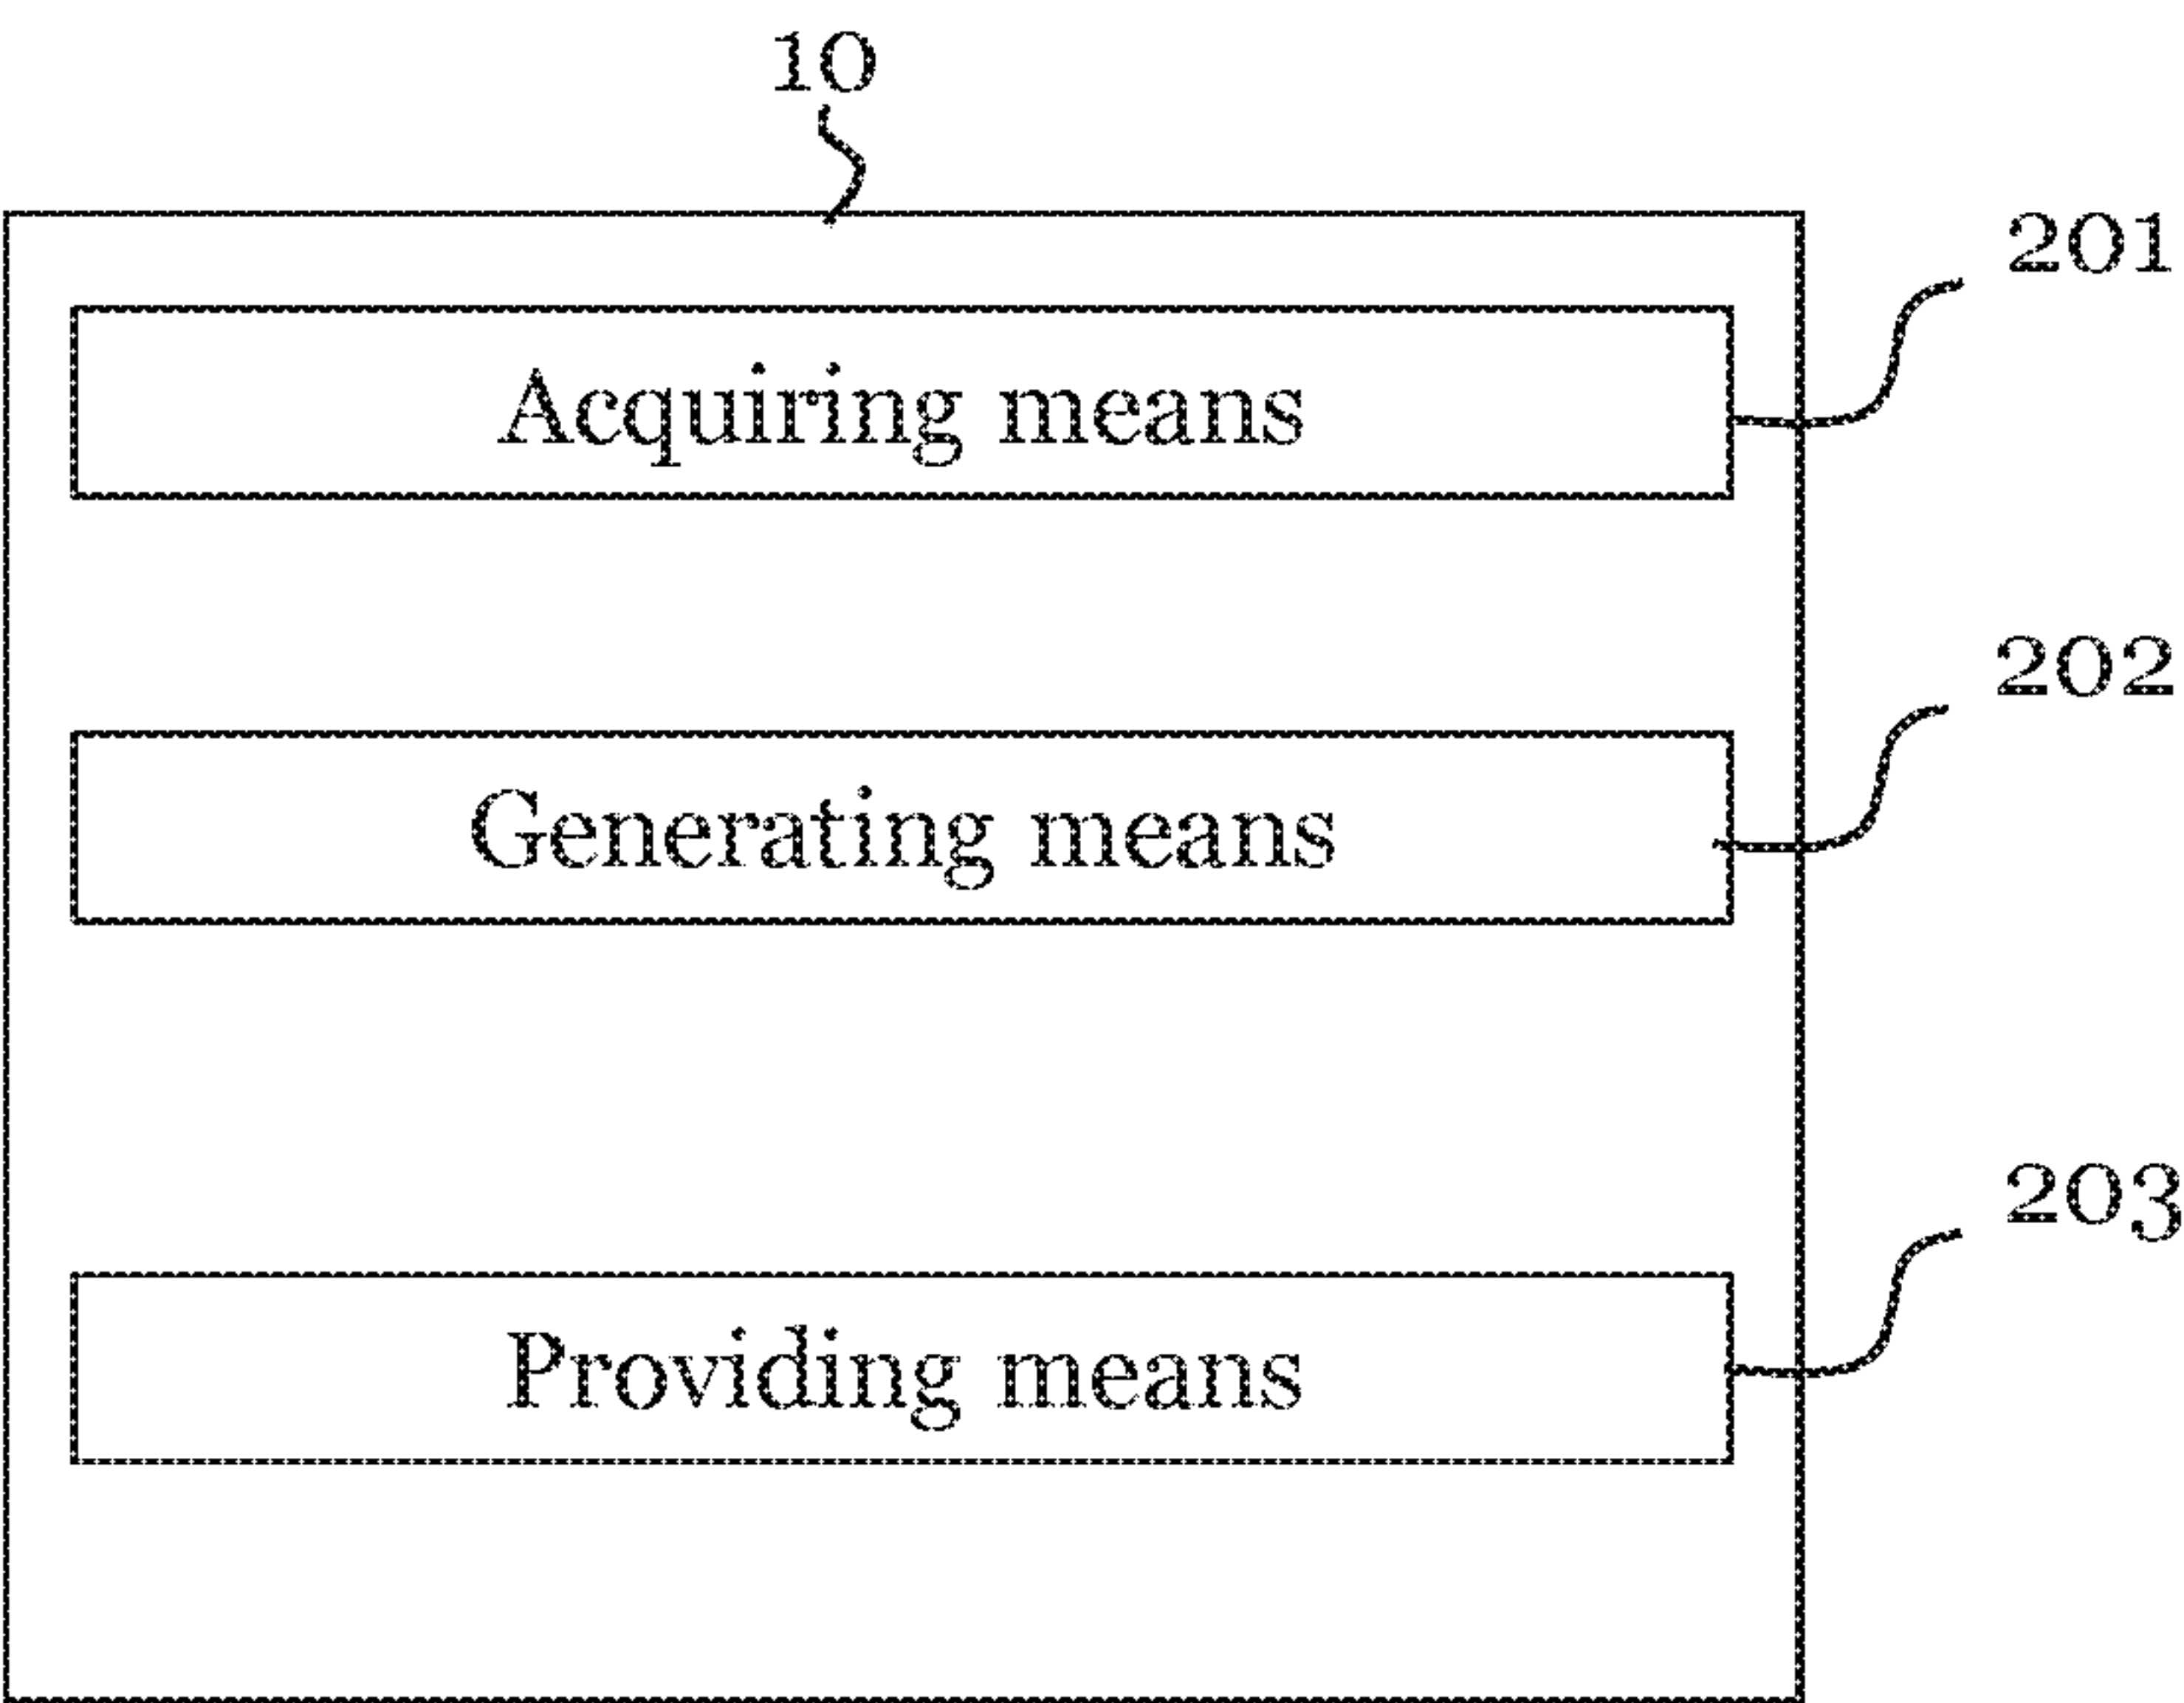 10
201
Acquiring means
202
Generating means
203
Providing means